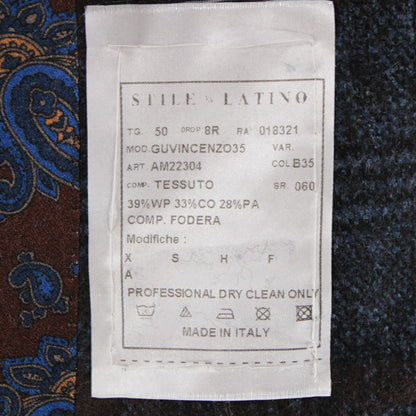 STILE LATINO
TG. 50 DROP 8R RA 018321
MOD. GUVINCENZO35 VAR.
ART. AM22304 COL B35
COMP. TESSUTO SR. 060
39%WP 33%CO 28%PA
COMP. FODERA
Modifiche :
X S H F
A
PROFESSIONAL DRY CLEAN ONLY
MADE IN ITALY